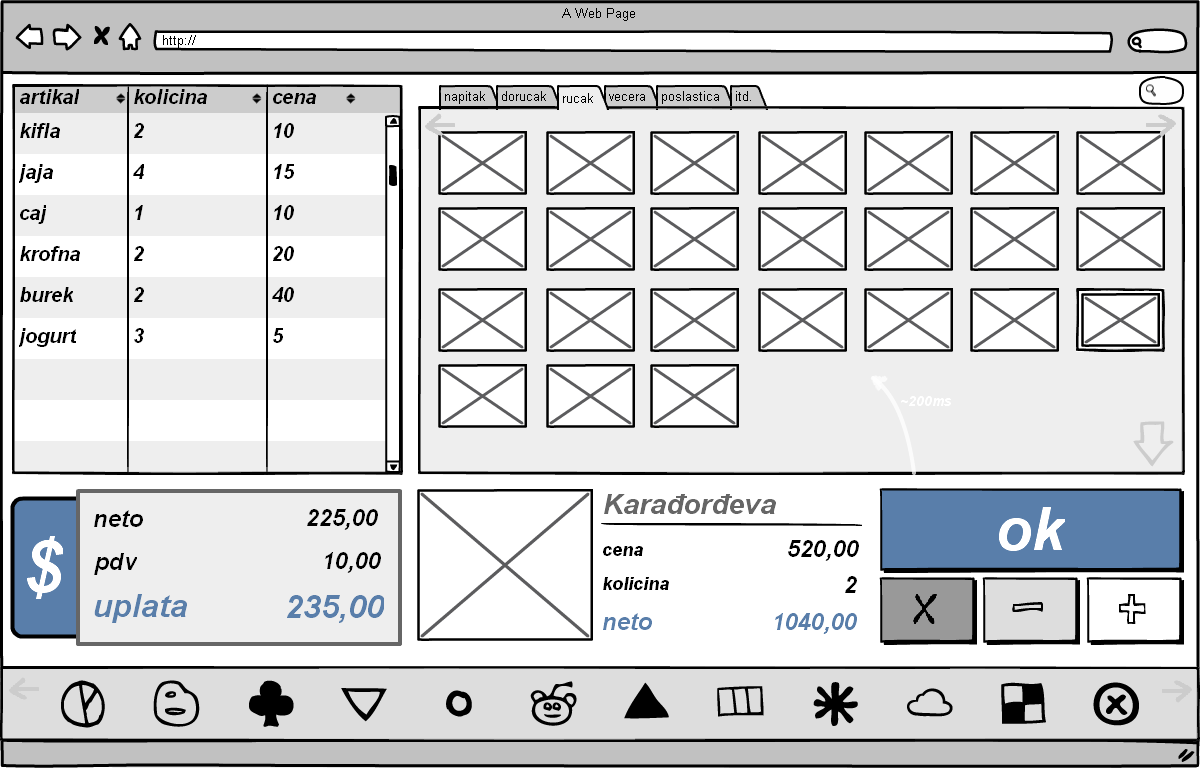 A Web Page
http://
artikal kolicina cena
kifla 2 10
jaja 4 15
caj 1 10
krofna 2 20
burek 2 40
jogurt 3 5
napitak dorucak rucak vecera poslastica itd.
~200ms
$
neto 225,00
pdv 10,00
uplata 235,00
Karađorđeva
cena 520,00
kolicina 2
neto 1040,00
ok